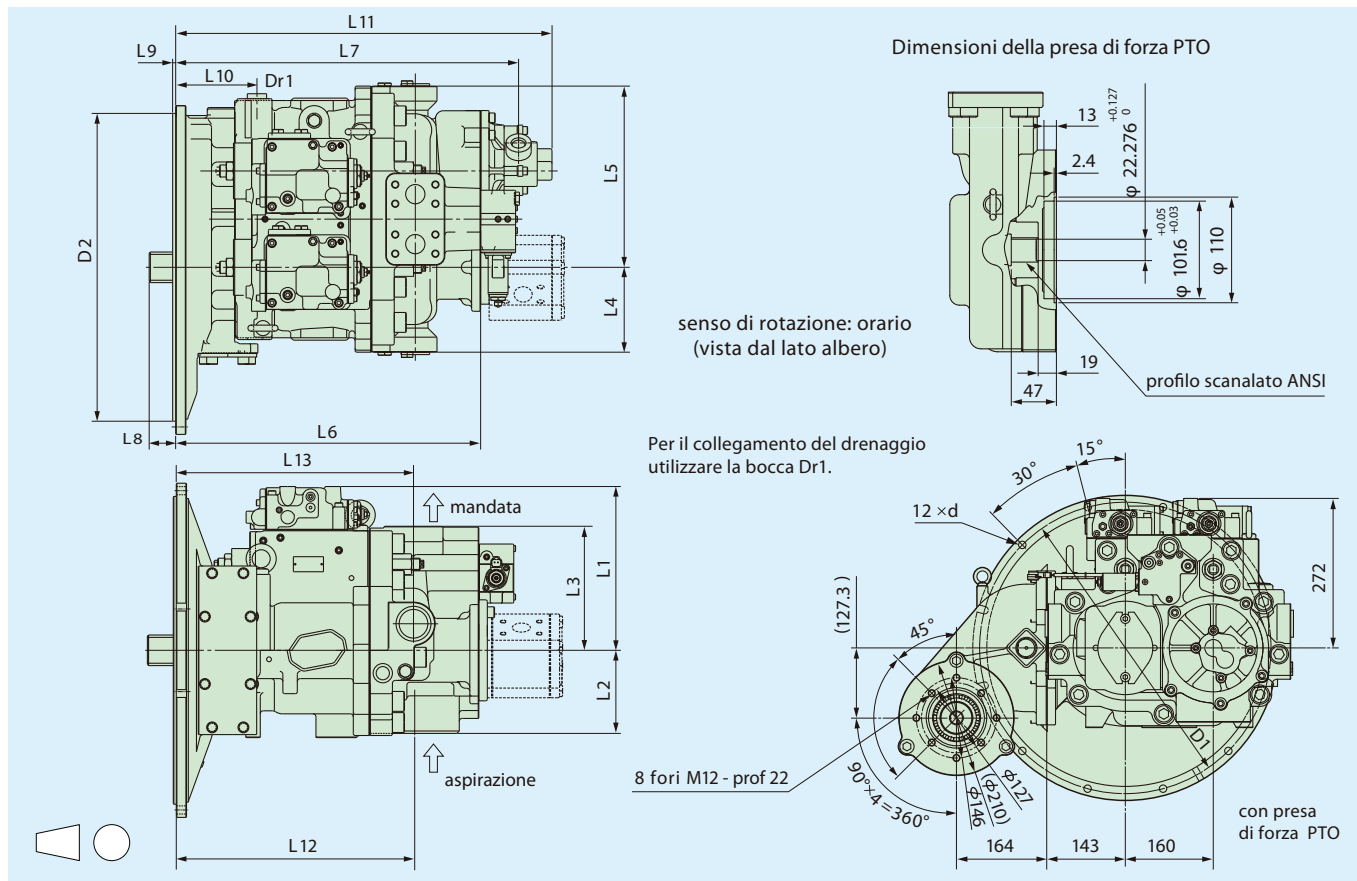 L11
L9
L7
L10
Dr1
D2
L5
L4
L8
L6
Dimensioni della presa di forza PTO
13
2.4
φ 22.276 +0.127 0
φ 101.6 +0.05 +0.03
φ 110
19
47
profilo scanalato ANSI
senso di rotazione: orario
(vista dal lato albero)
Per il collegamento del drenaggio
utilizzare la bocca Dr1.
L13
mandata
L3
L1
L2
aspirazione
L12
15°
30°
12 ×d
272
(127.3)
45°
D1
8 fori M12 - prof 22
90°×4=360°
φ127
(φ210)
φ146
164
143
160
con presa
di forza PTO